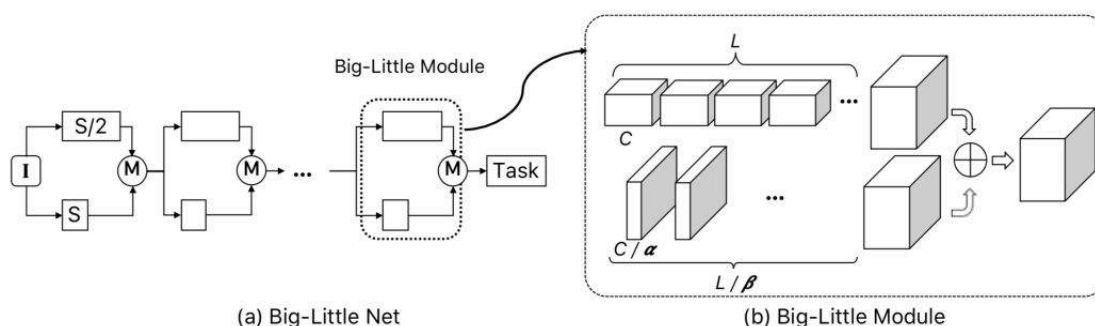 Big-Little Module
I
S/2
S
M
M
...
M
Task
L
C
...
C / α
...
L / β
(a) Big-Little Net
(b) Big-Little Module